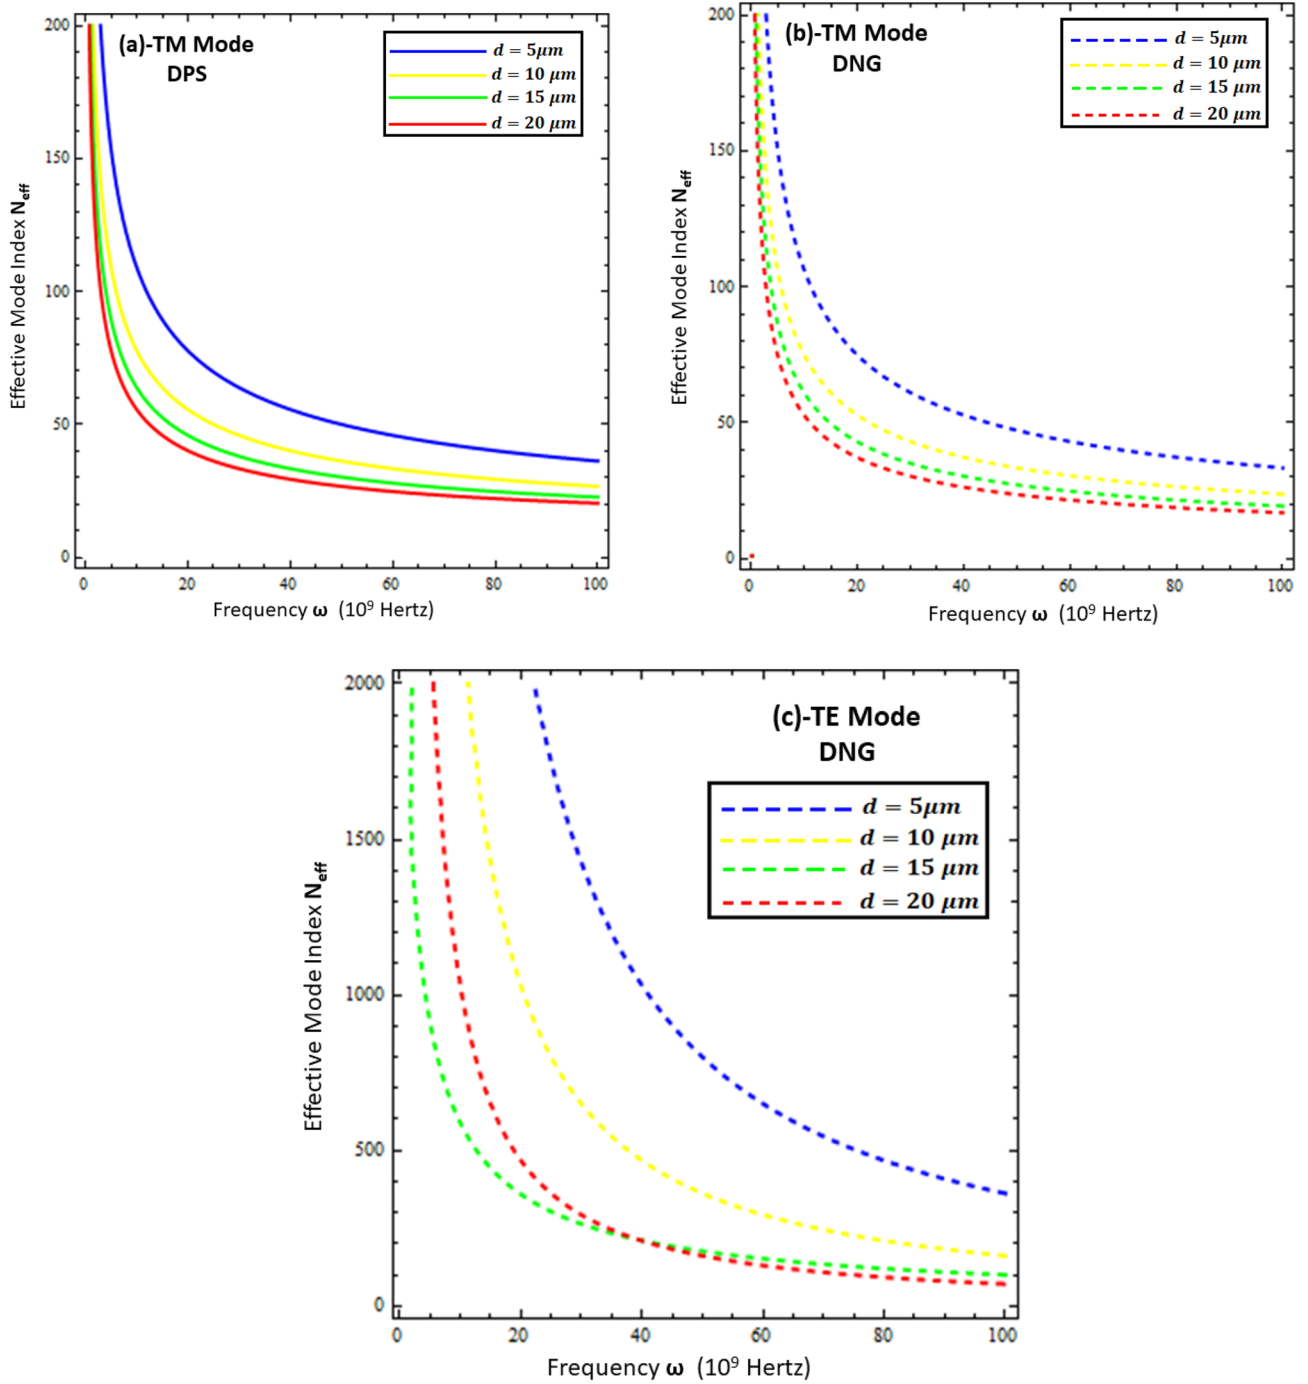 (a)-TM Mode
DPS
d = 5μm
d = 10 μm
d = 15 μm
d = 20 μm
200
150
100
50
0
Effective Mode Index Neff
0 20 40 60 80 100
Frequency ω (10⁹ Hertz)
(b)-TM Mode
DNG
d = 5μm
d = 10 μm
d = 15 μm
d = 20 μm
200
150
100
50
0
Effective Mode Index Neff
0 20 40 60 80 100
Frequency ω (10⁹ Hertz)
(c)-TE Mode
DNG
d = 5μm
d = 10 μm
d = 15 μm
d = 20 μm
2000
1500
1000
500
0
Effective Mode Index Neff
0 20 40 60 80 100
Frequency ω (10⁹ Hertz)